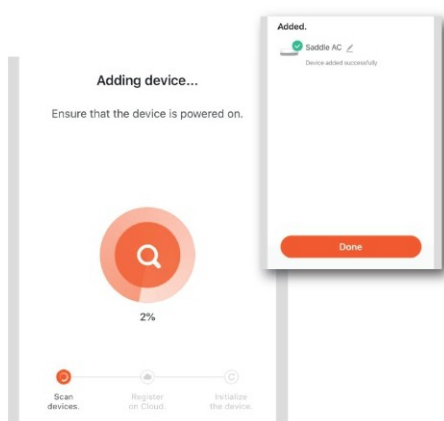 Adding device...
Ensure that the device is powered on.
2%
Scan
devices.
Register
on Cloud.
Initialize
the device.
Added.
Saddle AC
Device added successfully
Done